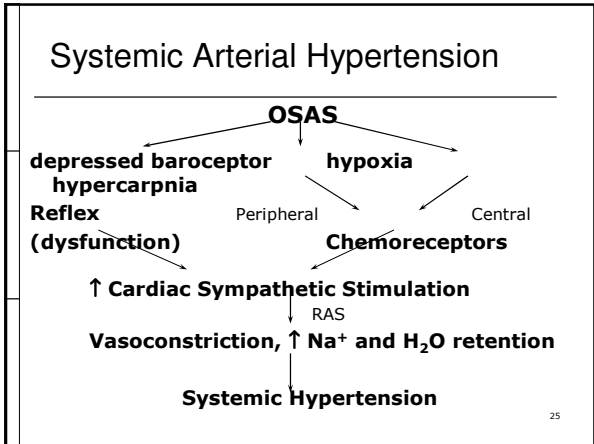 Systemic Arterial Hypertension
OSAS
depressed baroceptor hypoxia
hypercarpnia
Reflex Peripheral Central
(dysfunction) Chemoreceptors
↑ Cardiac Sympathetic Stimulation
RAS
Vasoconstriction, ↑ Na⁺ and H₂O retention
Systemic Hypertension
25